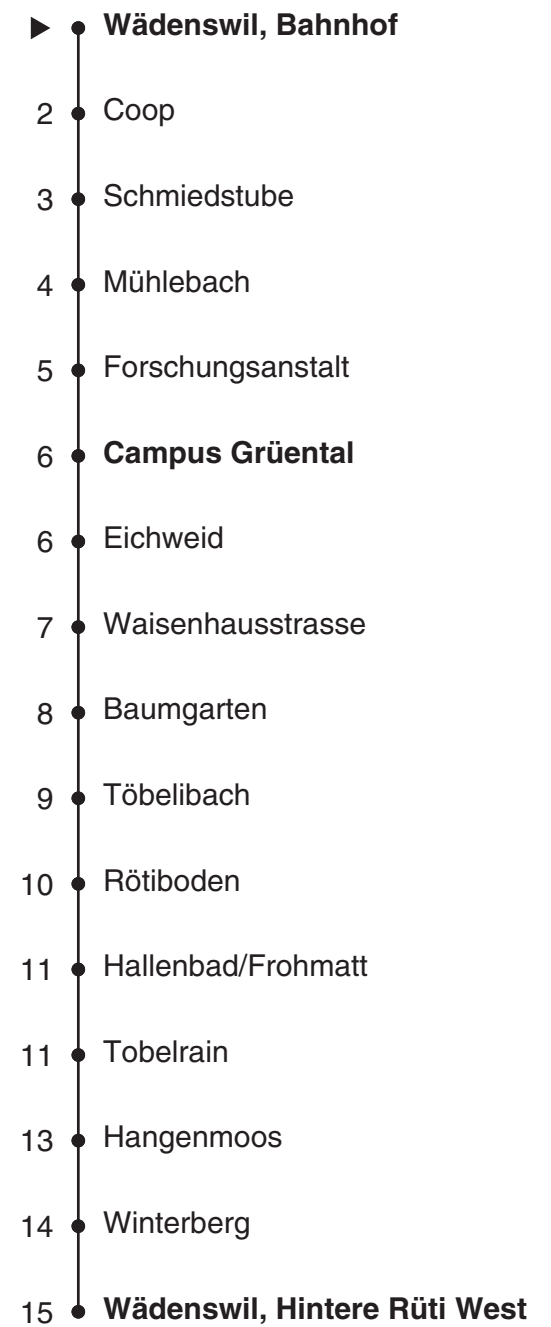 Wädenswil, Bahnhof
2 Coop
3 Schmiedstube
4 Mühlebach
5 Forschungsanstalt
6 Campus Grüental
6 Eichweid
7 Waisenhausstrasse
8 Baumgarten
9 Töbelibach
10 Rötiboden
11 Hallenbad/Frohmatt
11 Tobelrain
13 Hangenmoos
14 Winterberg
15 Wädenswil, Hintere Rüti West